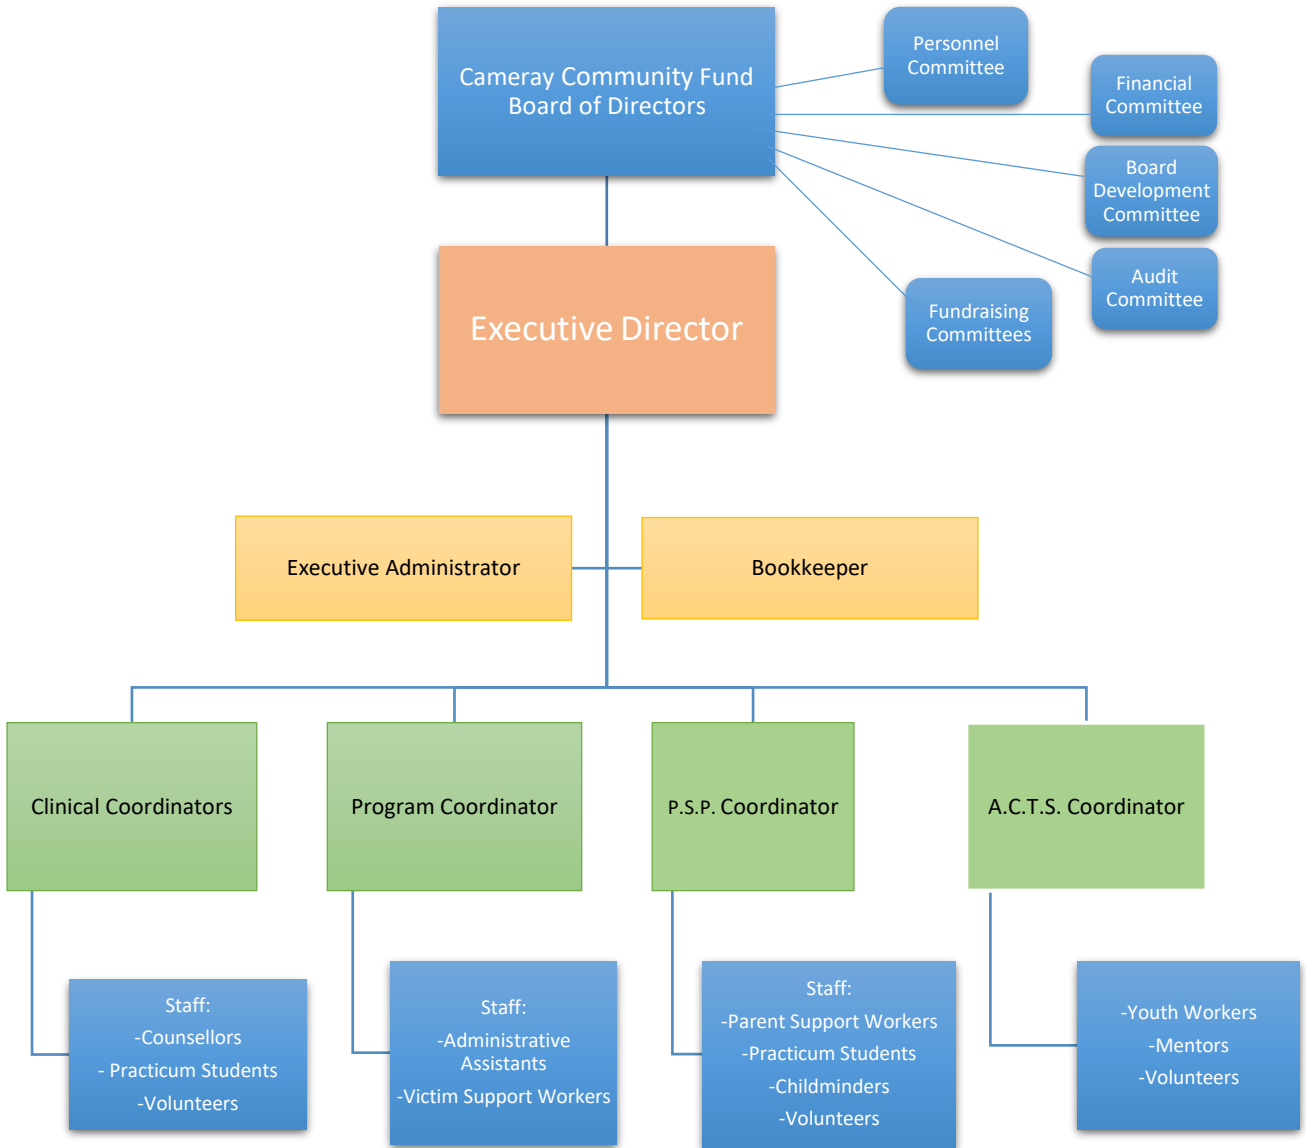 Cameray Community Fund
Board of Directors
Personnel
Committee
Financial
Committee
Board
Development
Committee
Audit
Committee
Fundraising
Committees
Executive Director
Executive Administrator
Bookkeeper
Clinical Coordinators
Program Coordinator
P.S.P. Coordinator
A.C.T.S. Coordinator
Staff:
-Counsellors
- Practicum Students
-Volunteers
Staff:
-Administrative
Assistants
-Victim Support Workers
Staff:
-Parent Support Workers
-Practicum Students
-Childminders
-Volunteers
-Youth Workers
-Mentors
-Volunteers